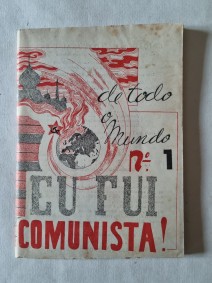 de todo
o
Mundo
nº 1
EU FUI
COMUNISTA!